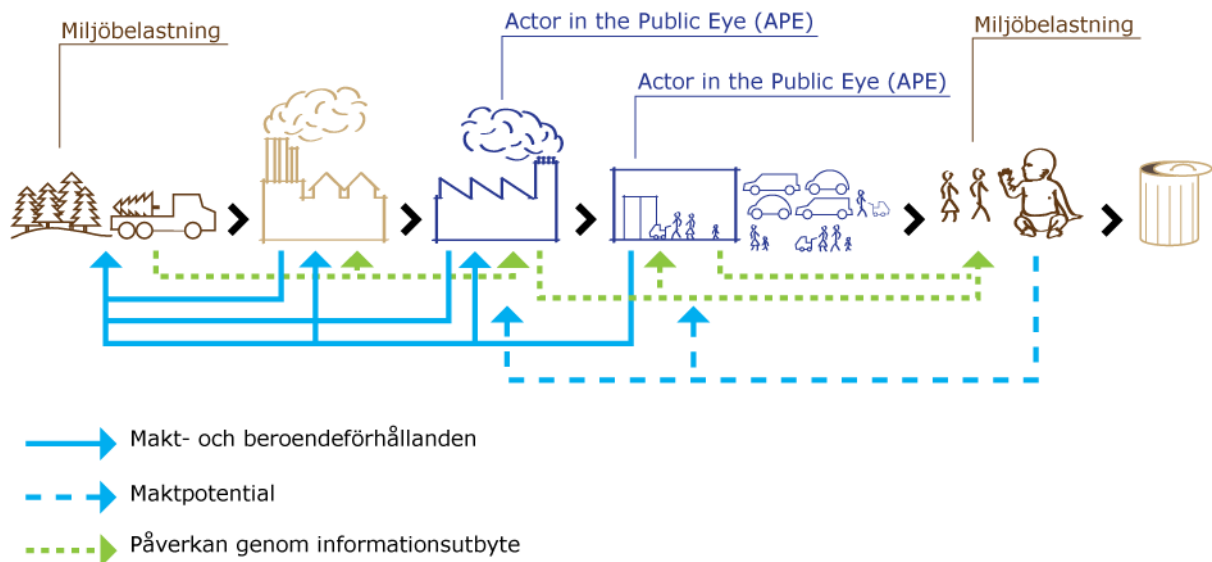 Miljöbelastning
Actor in the Public Eye (APE)
Miljöbelastning
Actor in the Public Eye (APE)
Makt- och beroendeförhållanden
Maktpotential
Påverkan genom informationsutbyte